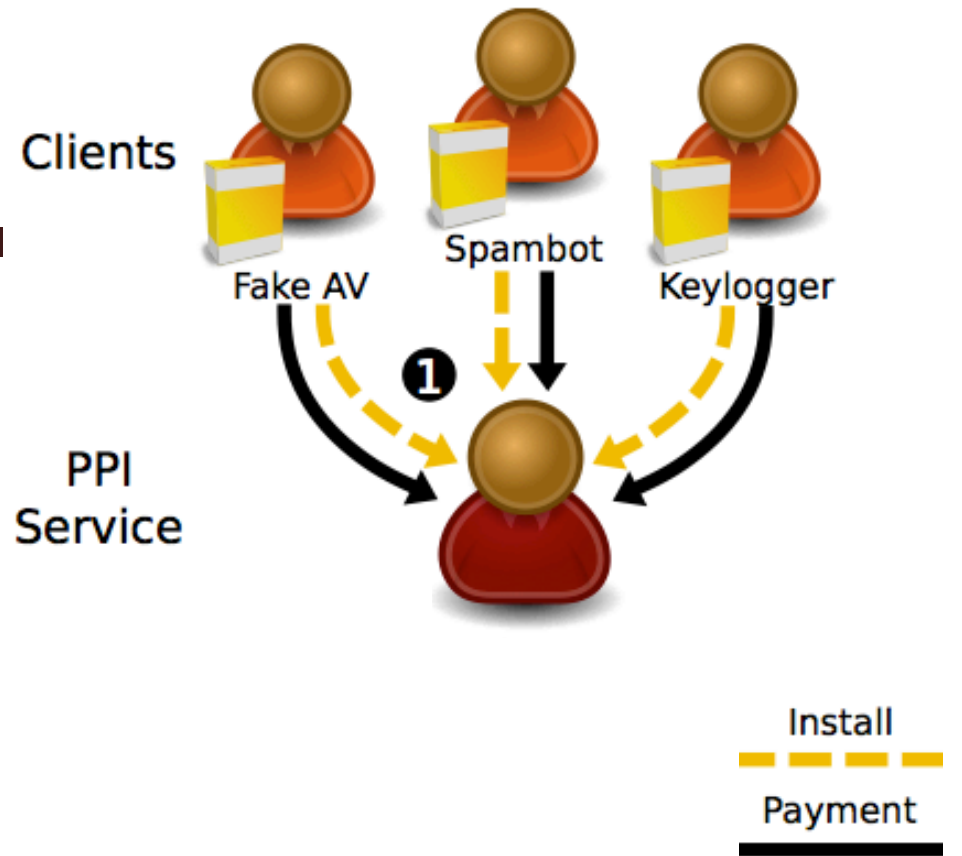 Clients
Fake AV
Spambot
Keylogger
1
PPI
Service
Install
Payment